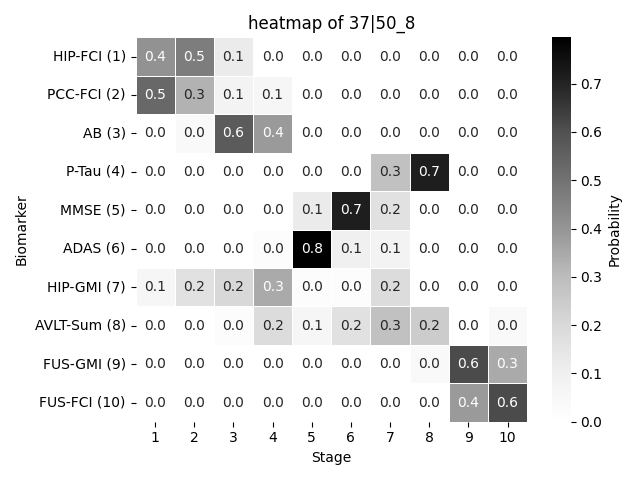 heatmap of 37|50_8
HIP-FCI (1) 0.4 0.5 0.1 0.0 0.0 0.0 0.0 0.0 0.0 0.0
PCC-FCI (2) 0.5 0.3 0.1 0.1 0.0 0.0 0.0 0.0 0.0 0.0
AB (3) 0.0 0.0 0.6 0.4 0.0 0.0 0.0 0.0 0.0 0.0
P-Tau (4) 0.0 0.0 0.0 0.0 0.0 0.0 0.3 0.7 0.0 0.0
MMSE (5) 0.0 0.0 0.0 0.0 0.1 0.7 0.2 0.0 0.0 0.0
ADAS (6) 0.0 0.0 0.0 0.0 0.8 0.1 0.1 0.0 0.0 0.0
HIP-GMI (7) 0.1 0.2 0.2 0.3 0.0 0.0 0.2 0.0 0.0 0.0
AVLT-Sum (8) 0.0 0.0 0.0 0.2 0.1 0.2 0.3 0.2 0.0 0.0
FUS-GMI (9) 0.0 0.0 0.0 0.0 0.0 0.0 0.0 0.0 0.6 0.3
FUS-FCI (10) 0.0 0.0 0.0 0.0 0.0 0.0 0.0 0.0 0.4 0.6
1 2 3 4 5 6 7 8 9 10
Stage
Biomarker
0.7
0.6
0.5
0.4
0.3
0.2
0.1
0.0
Probability